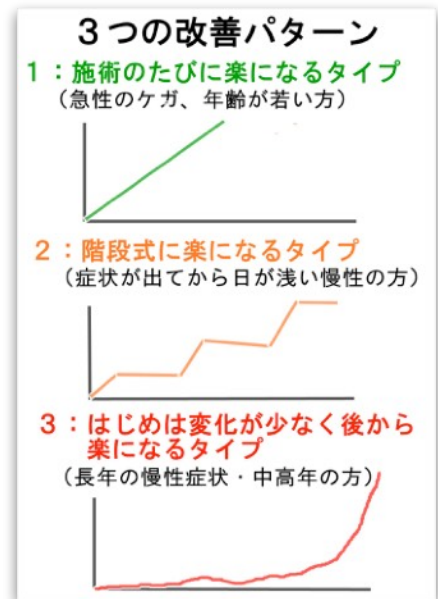 3つの改善パターン
1：施術のたびに楽になるタイプ
（急性のケガ、年齢が若い方）
2：階段式に楽になるタイプ
（症状が出てから日が浅い慢性の方）
3：はじめは変化が少なく後から
楽になるタイプ
（長年の慢性症状・中高年の方）